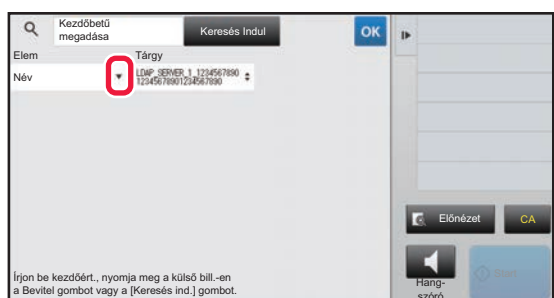 Kezdőbetű
megadása
Keresés Indul
OK
Elem
Tárgy
Név
LDAP_SERVER_1_1234567890
12345678901234567890
Előnézet
CA
Írjon be kezdőért., nyomja meg a külső bill.-en
a Bevitel gombot vagy a [Keresés ind.] gombot.
Hang-
szóró
Start